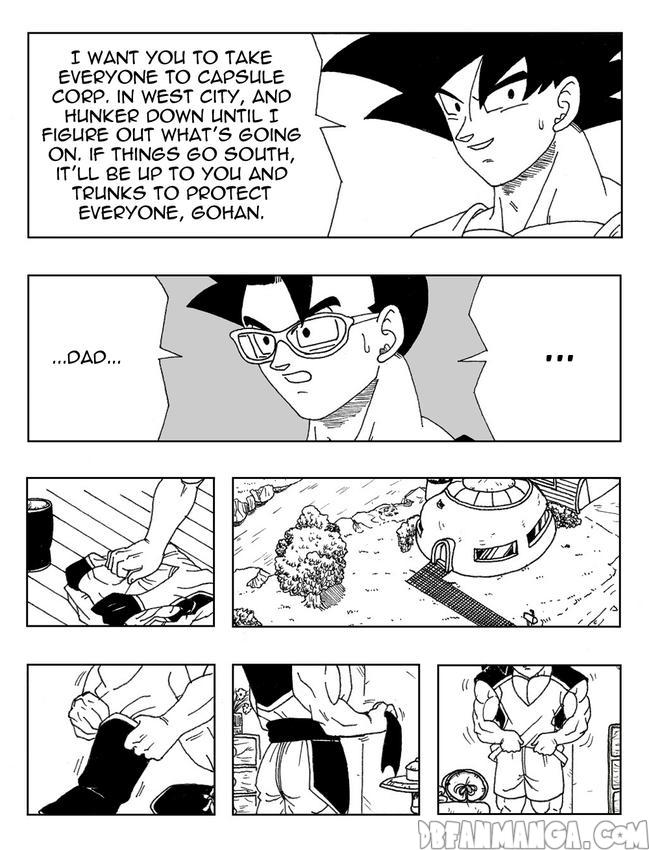 I WANT YOU TO TAKE
EVERYONE TO CAPSULE
CORP. IN WEST CITY, AND
HUNKER DOWN UNTIL I
FIGURE OUT WHAT'S GOING
ON. IF THINGS GO SOUTH,
IT'LL BE UP TO YOU AND
TRUNKS TO PROTECT
EVERYONE, GOHAN.
...DAD...
...
DBFANMANGA.COM